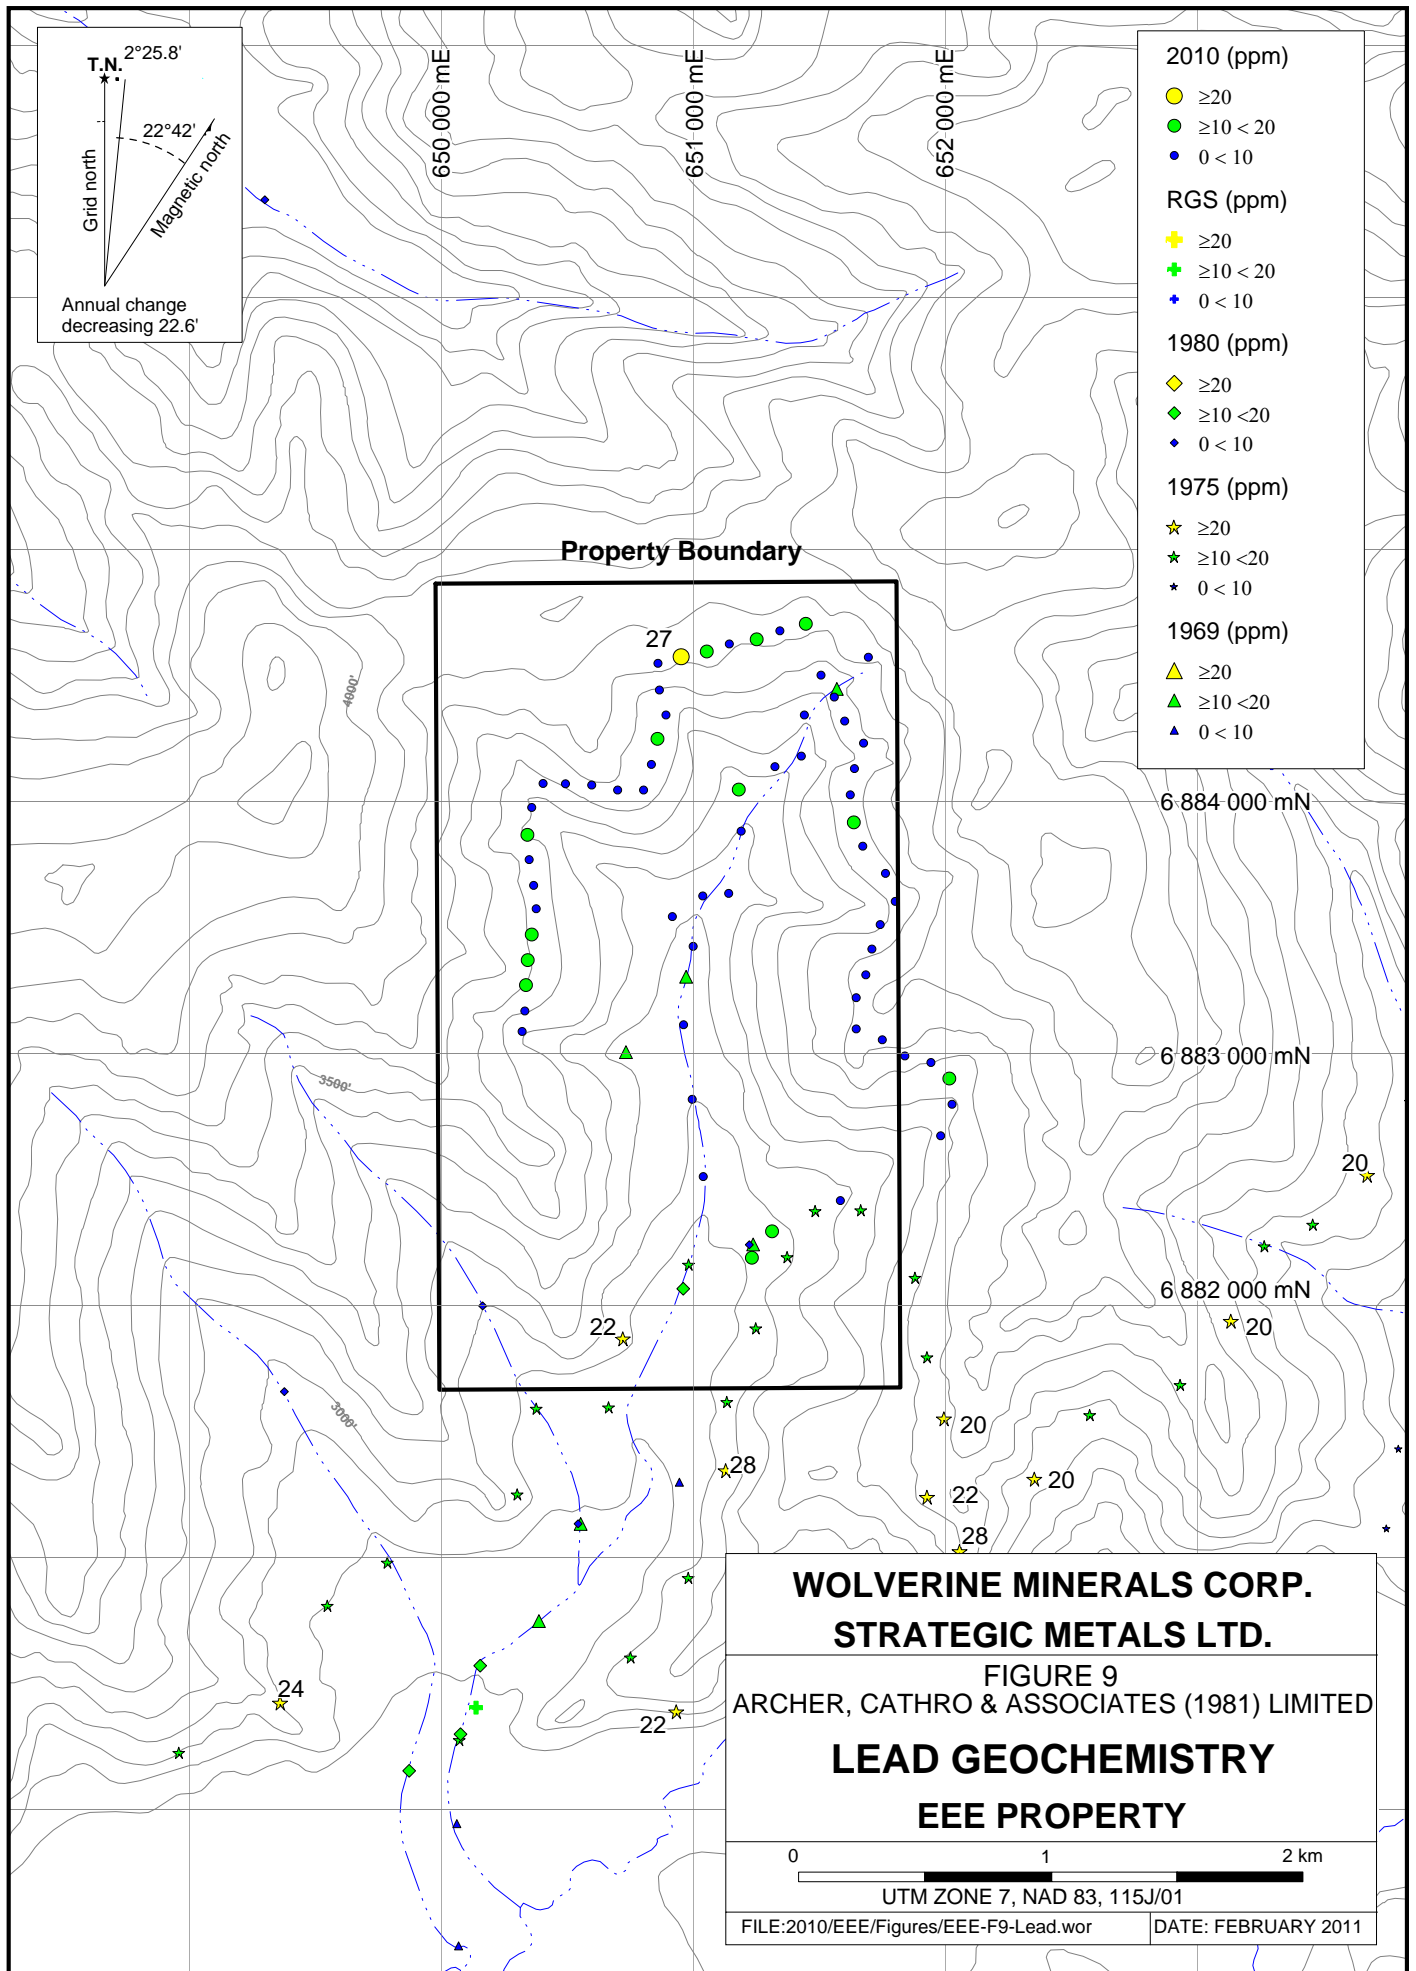 T.N.
2°25.8'
22°42'
Grid north
Magnetic north
Annual change
decreasing 22.6'
650 000 mE
651 000 mE
652 000 mE
2010 (ppm)
≥20
≥10 < 20
0 < 10
RGS (ppm)
≥20
≥10 < 20
0 < 10
1980 (ppm)
≥20
≥10 <20
0 < 10
1975 (ppm)
≥20
≥10 <20
0 < 10
1969 (ppm)
≥20
≥10 <20
0 < 10
Property Boundary
27
4000'
6 884 000 mN
6 883 000 mN
3500'
20
6 882 000 mN
22
20
3000'
20
28
20
22
28
24
22
WOLVERINE MINERALS CORP.
STRATEGIC METALS LTD.
FIGURE 9
ARCHER, CATHRO & ASSOCIATES (1981) LIMITED
LEAD GEOCHEMISTRY
EEE PROPERTY
0 1 2 km
UTM ZONE 7, NAD 83, 115J/01
FILE:2010/EEE/Figures/EEE-F9-Lead.wor
DATE: FEBRUARY 2011